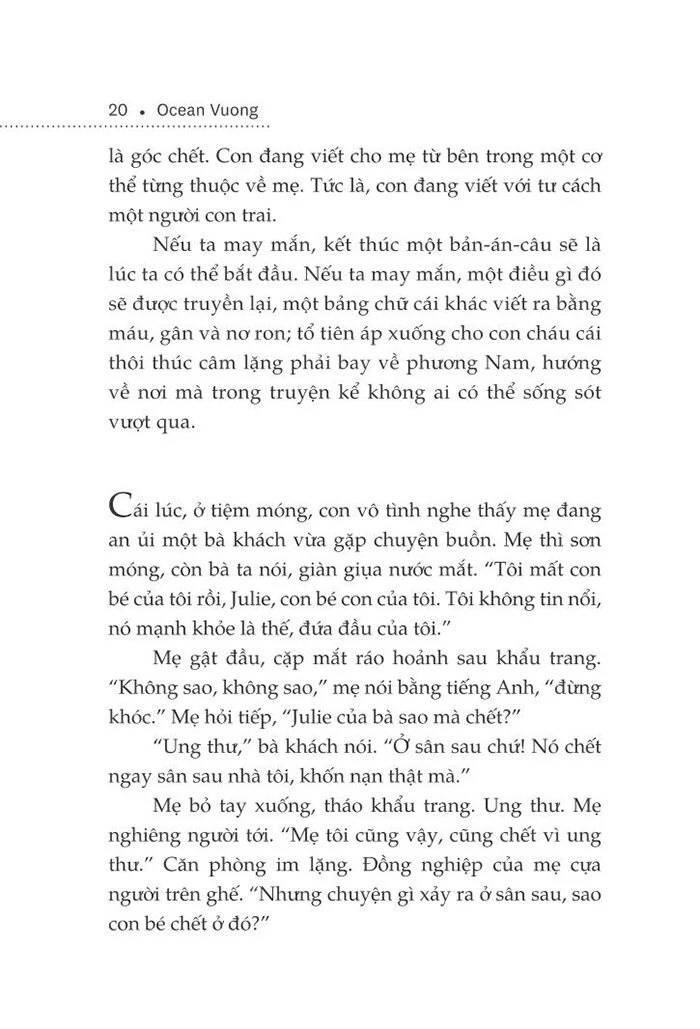 20 • Ocean Vuong
là góc chết. Con đang viết cho mẹ từ bên trong một cơ
thể từng thuộc về mẹ. Tức là, con đang viết với tư cách
một người con trai.
Nếu ta may mắn, kết thúc một bản-án-câu sẽ là
lúc ta có thể bắt đầu. Nếu ta may mắn, một điều gì đó
sẽ được truyền lại, một bảng chữ cái khác viết ra bằng
máu, gân và nơ ron; tổ tiên áp xuống cho con cháu cái
thôi thúc câm lặng phải bay về phương Nam, hướng
về nơi mà trong truyện kể không ai có thể sống sót
vượt qua.
Cái lúc, ở tiệm móng, con vô tình nghe thấy mẹ đang
an ủi một bà khách vừa gặp chuyện buồn. Mẹ thì sơn
móng, còn bà ta nói, giàn giụa nước mắt. “Tôi mất con
bé của tôi rồi, Julie, con bé con của tôi. Tôi không tin nổi,
nó mạnh khỏe là thế, đứa đầu của tôi.”
Mẹ gật đầu, cặp mắt ráo hoảnh sau khẩu trang.
“Không sao, không sao,” mẹ nói bằng tiếng Anh, “đừng
khóc.” Mẹ hỏi tiếp, “Julie của bà sao mà chết?”
“Ung thư,” bà khách nói. “Ở sân sau chứ! Nó chết
ngay sân sau nhà tôi, khốn nạn thật mà.”
Mẹ bỏ tay xuống, tháo khẩu trang. Ung thư. Mẹ
nghiêng người tới. “Mẹ tôi cũng vậy, cũng chết vì ung
thư.” Căn phòng im lặng. Đồng nghiệp của mẹ cựa
người trên ghế. “Nhưng chuyện gì xảy ra ở sân sau, sao
con bé chết ở đó?”